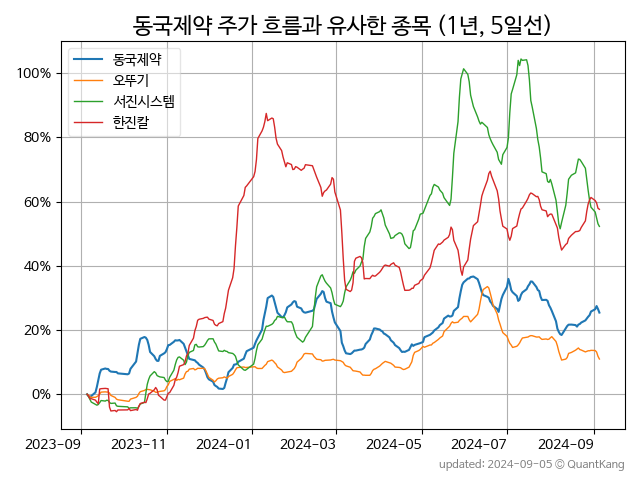 동국제약 주가 흐름과 유사한 종목 (1년, 5일선)
동국제약
오뚜기
서진시스템
한진칼
100%
80%
60%
40%
20%
0%
2023-09
2023-11
2024-01
2024-03
2024-05
2024-07
2024-09
updated: 2024-09-05 © QuantKang